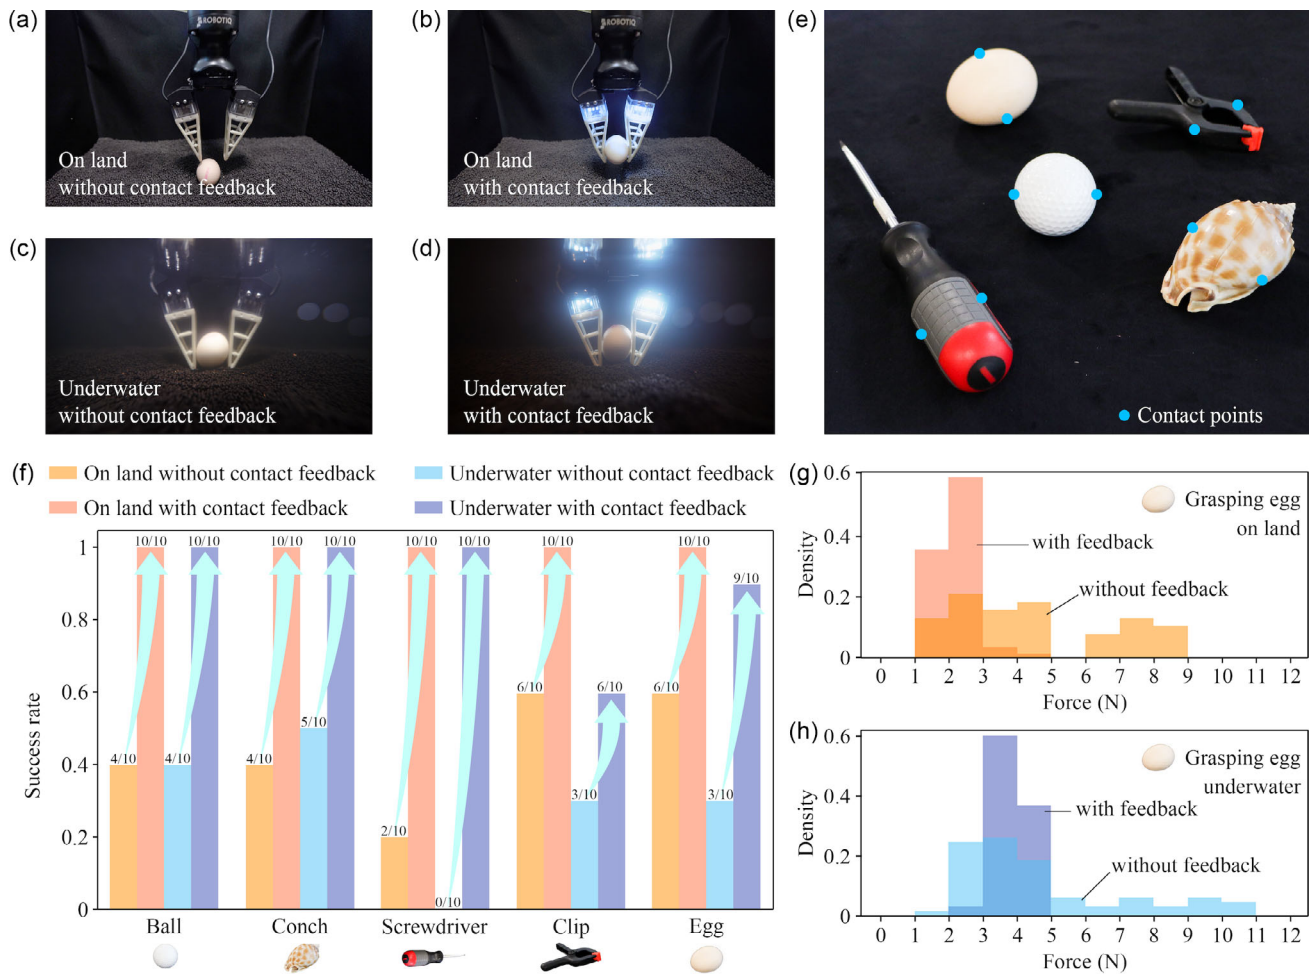 (a)
ROBOTIQ
On land
without contact feedback
(b)
ROBOTIQ
On land
with contact feedback
(c)
Underwater
without contact feedback
(d)
Underwater
with contact feedback
(e)
Contact points
(f)
On land without contact feedback
Underwater without contact feedback
On land with contact feedback
Underwater with contact feedback
Success rate
1
0.8
0.6
0.4
0.2
0
4/10
10/10
4/10
10/10
4/10
10/10
5/10
10/10
2/10
10/10
0/10
10/10
6/10
10/10
3/10
6/10
6/10
10/10
3/10
9/10
Ball
Conch
Screwdriver
Clip
Egg
(g)
Density
0.6
0.4
0.2
0
Grasping egg
on land
with feedback
without feedback
0 1 2 3 4 5 6 7 8 9 10 11 12
Force (N)
(h)
Density
0.6
0.4
0.2
0
Grasping egg
underwater
with feedback
without feedback
0 1 2 3 4 5 6 7 8 9 10 11 12
Force (N)